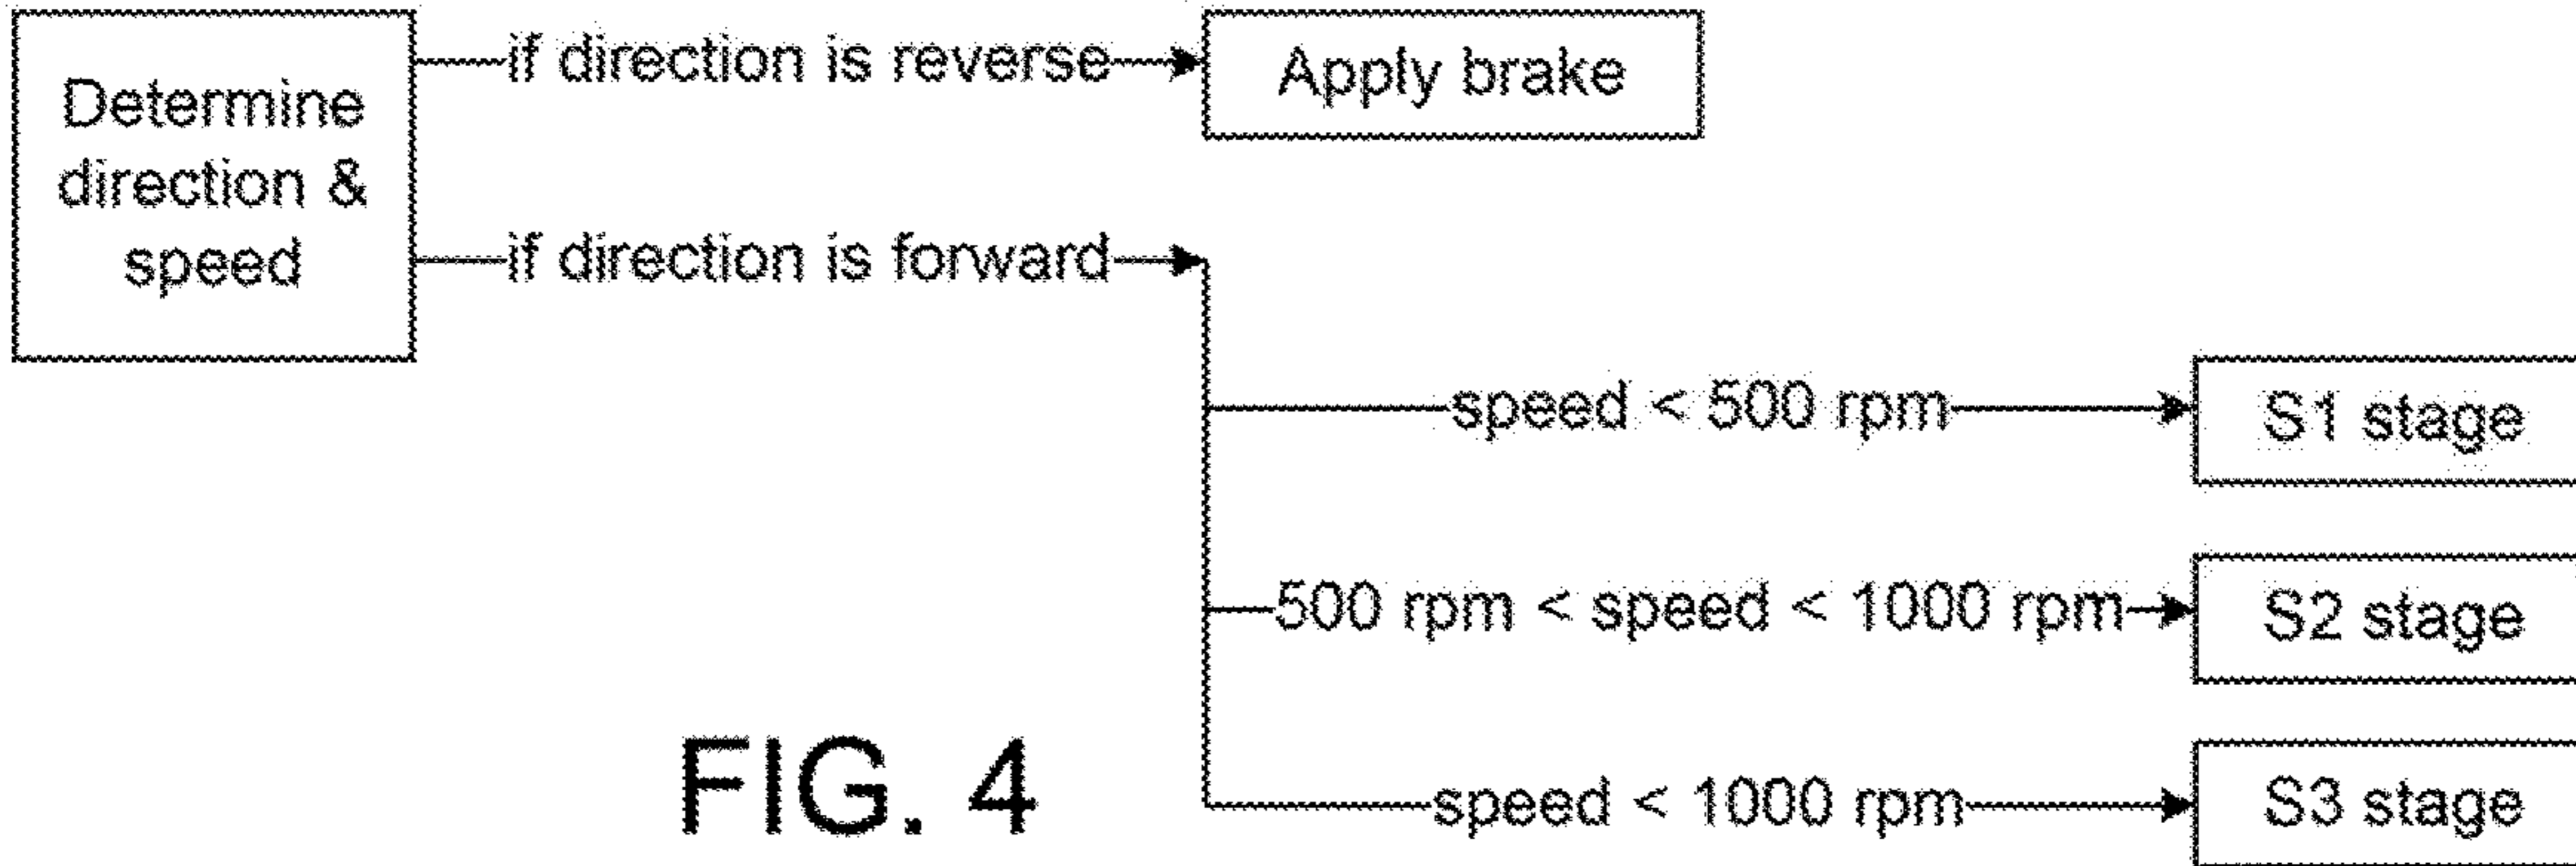 Determine
direction &
speed
if direction is reverse
Apply brake
if direction is forward
speed < 500 rpm
S1 stage
500 rpm < speed < 1000 rpm
S2 stage
speed < 1000 rpm
S3 stage
FIG. 4